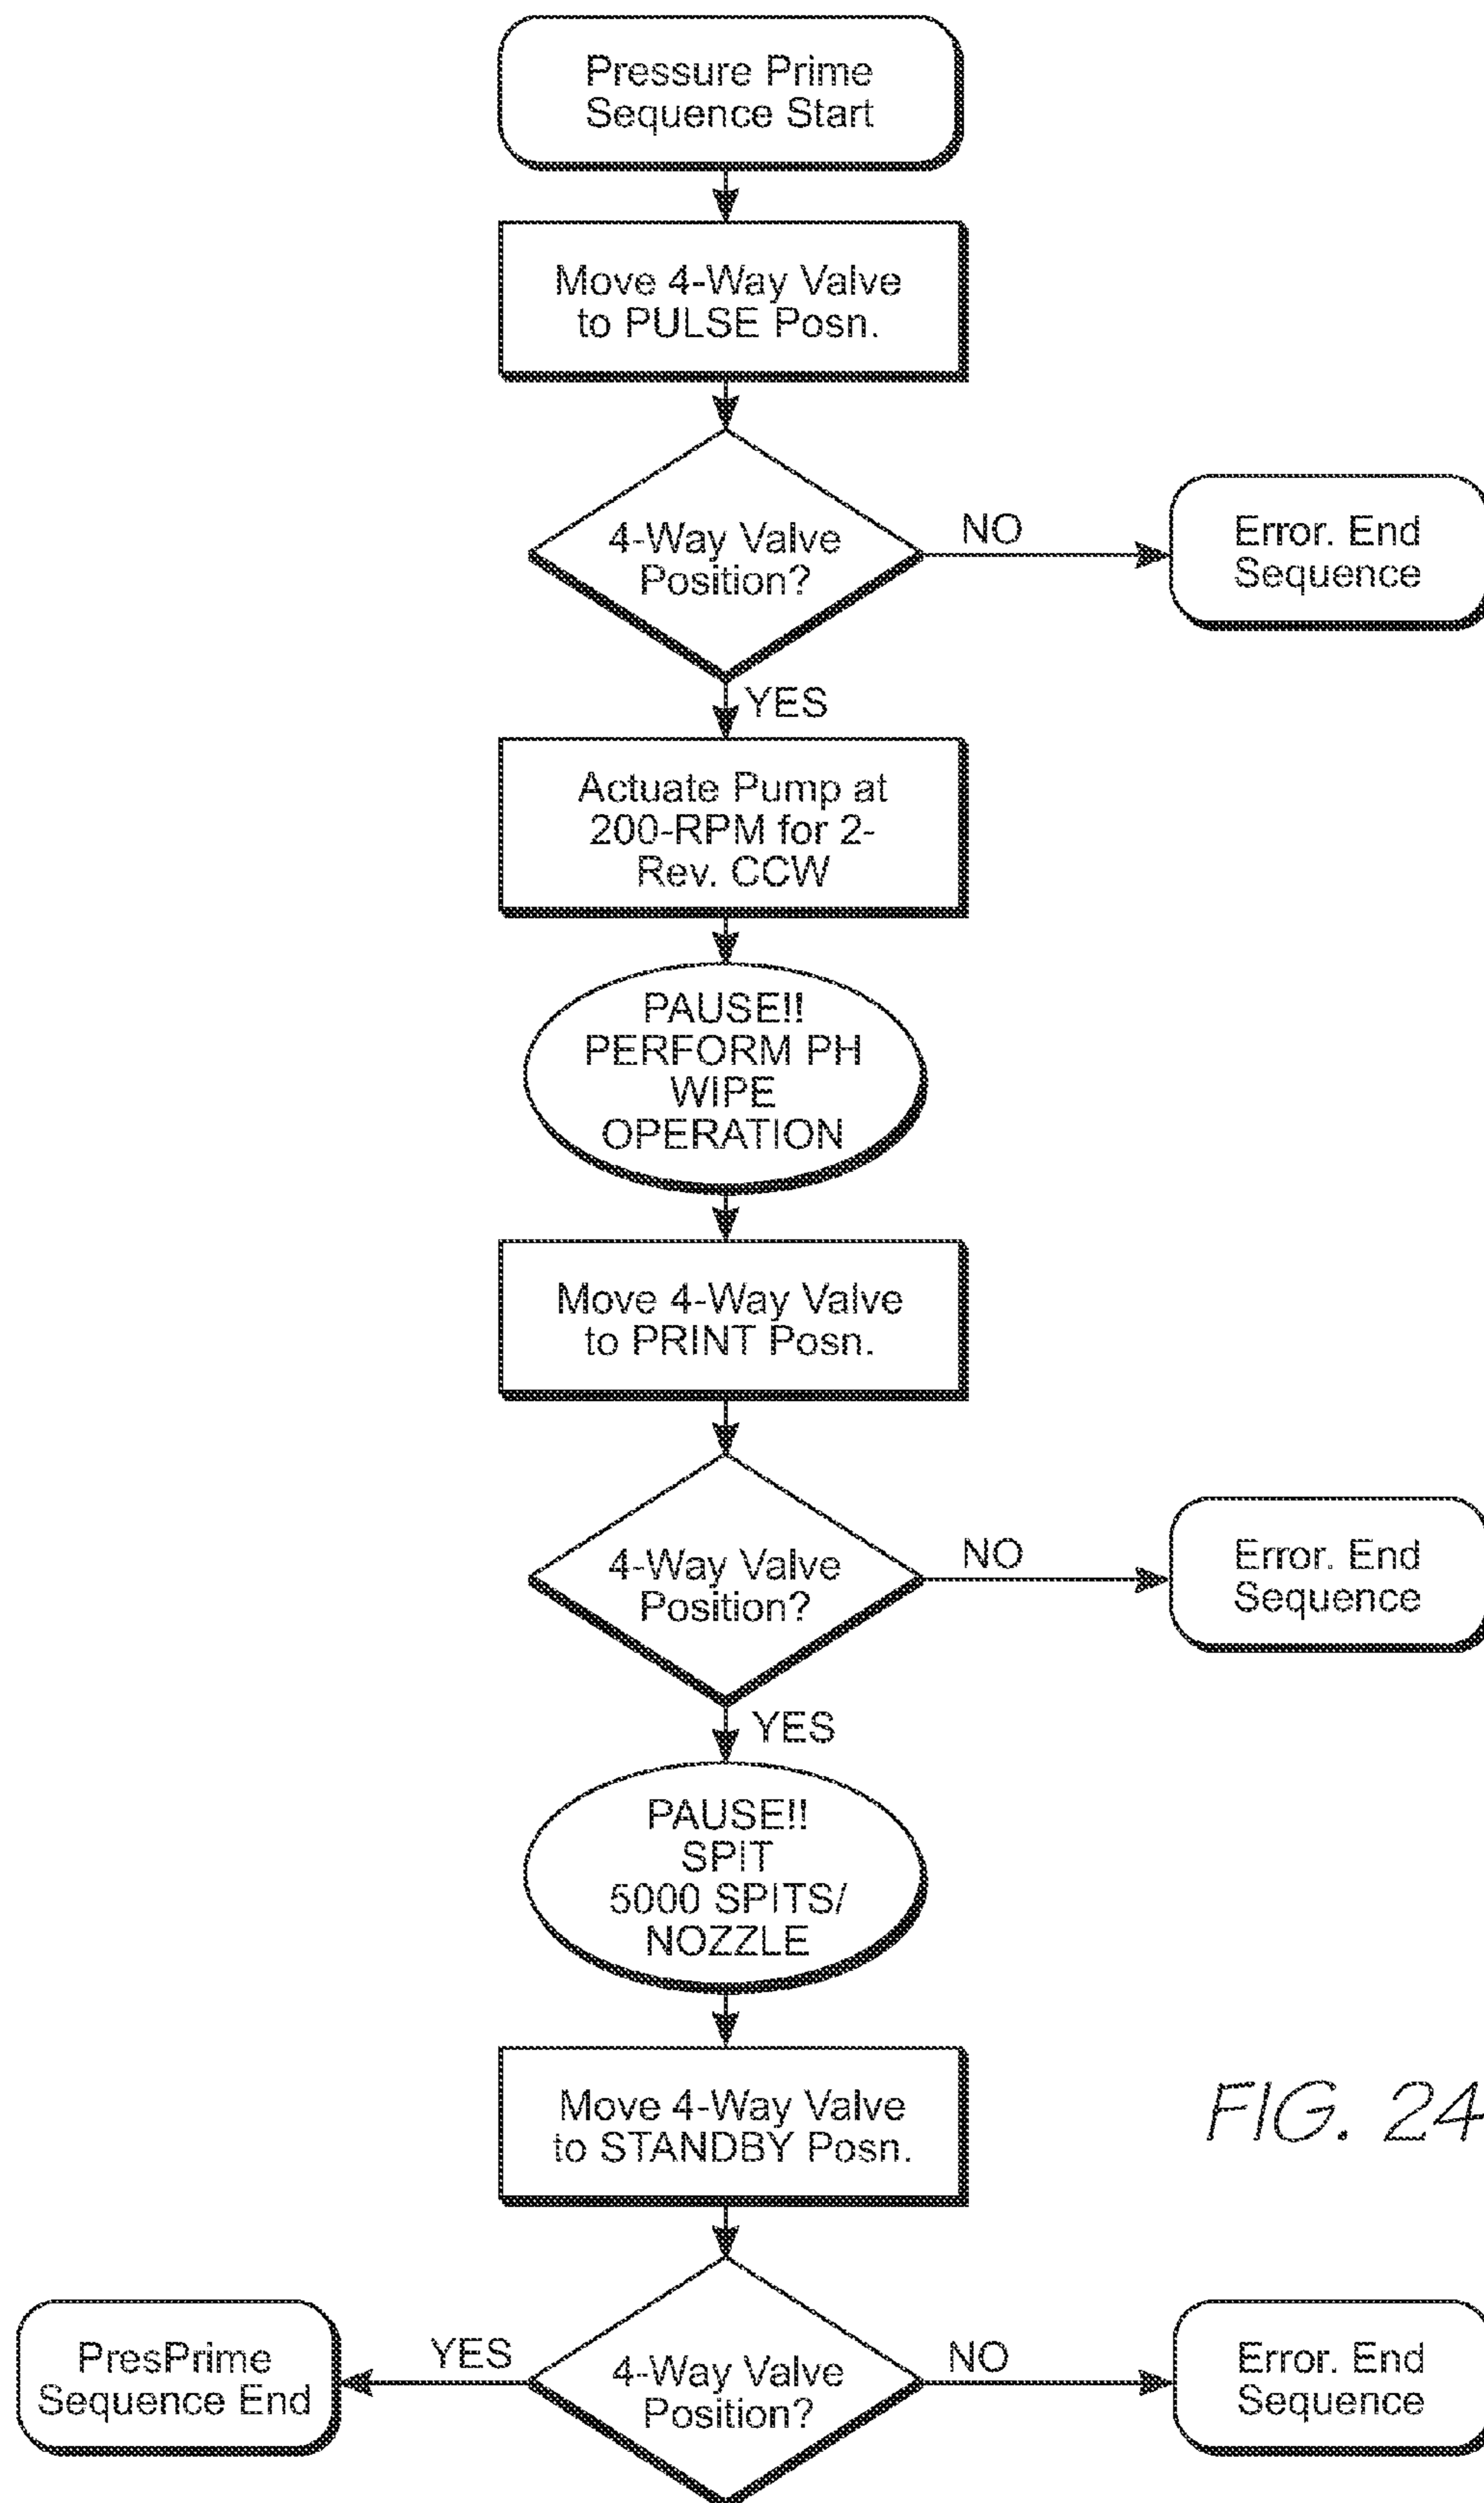 Pressure Prime
Sequence Start
Move 4-Way Valve
to PULSE Posn.
4-Way Valve
Position?
NO
Error. End
Sequence
YES
Actuate Pump at
200-RPM for 2-
Rev. CCW
PAUSE!!
PERFORM PH
WIPE
OPERATION
Move 4-Way Valve
to PRINT Posn.
4-Way Valve
Position?
NO
Error. End
Sequence
YES
PAUSE!!
SPIT
5000 SPITS/
NOZZLE
Move 4-Way Valve
to STANDBY Posn.
FIG. 24
4-Way Valve
Position?
YES
PresPrime
Sequence End
NO
Error. End
Sequence